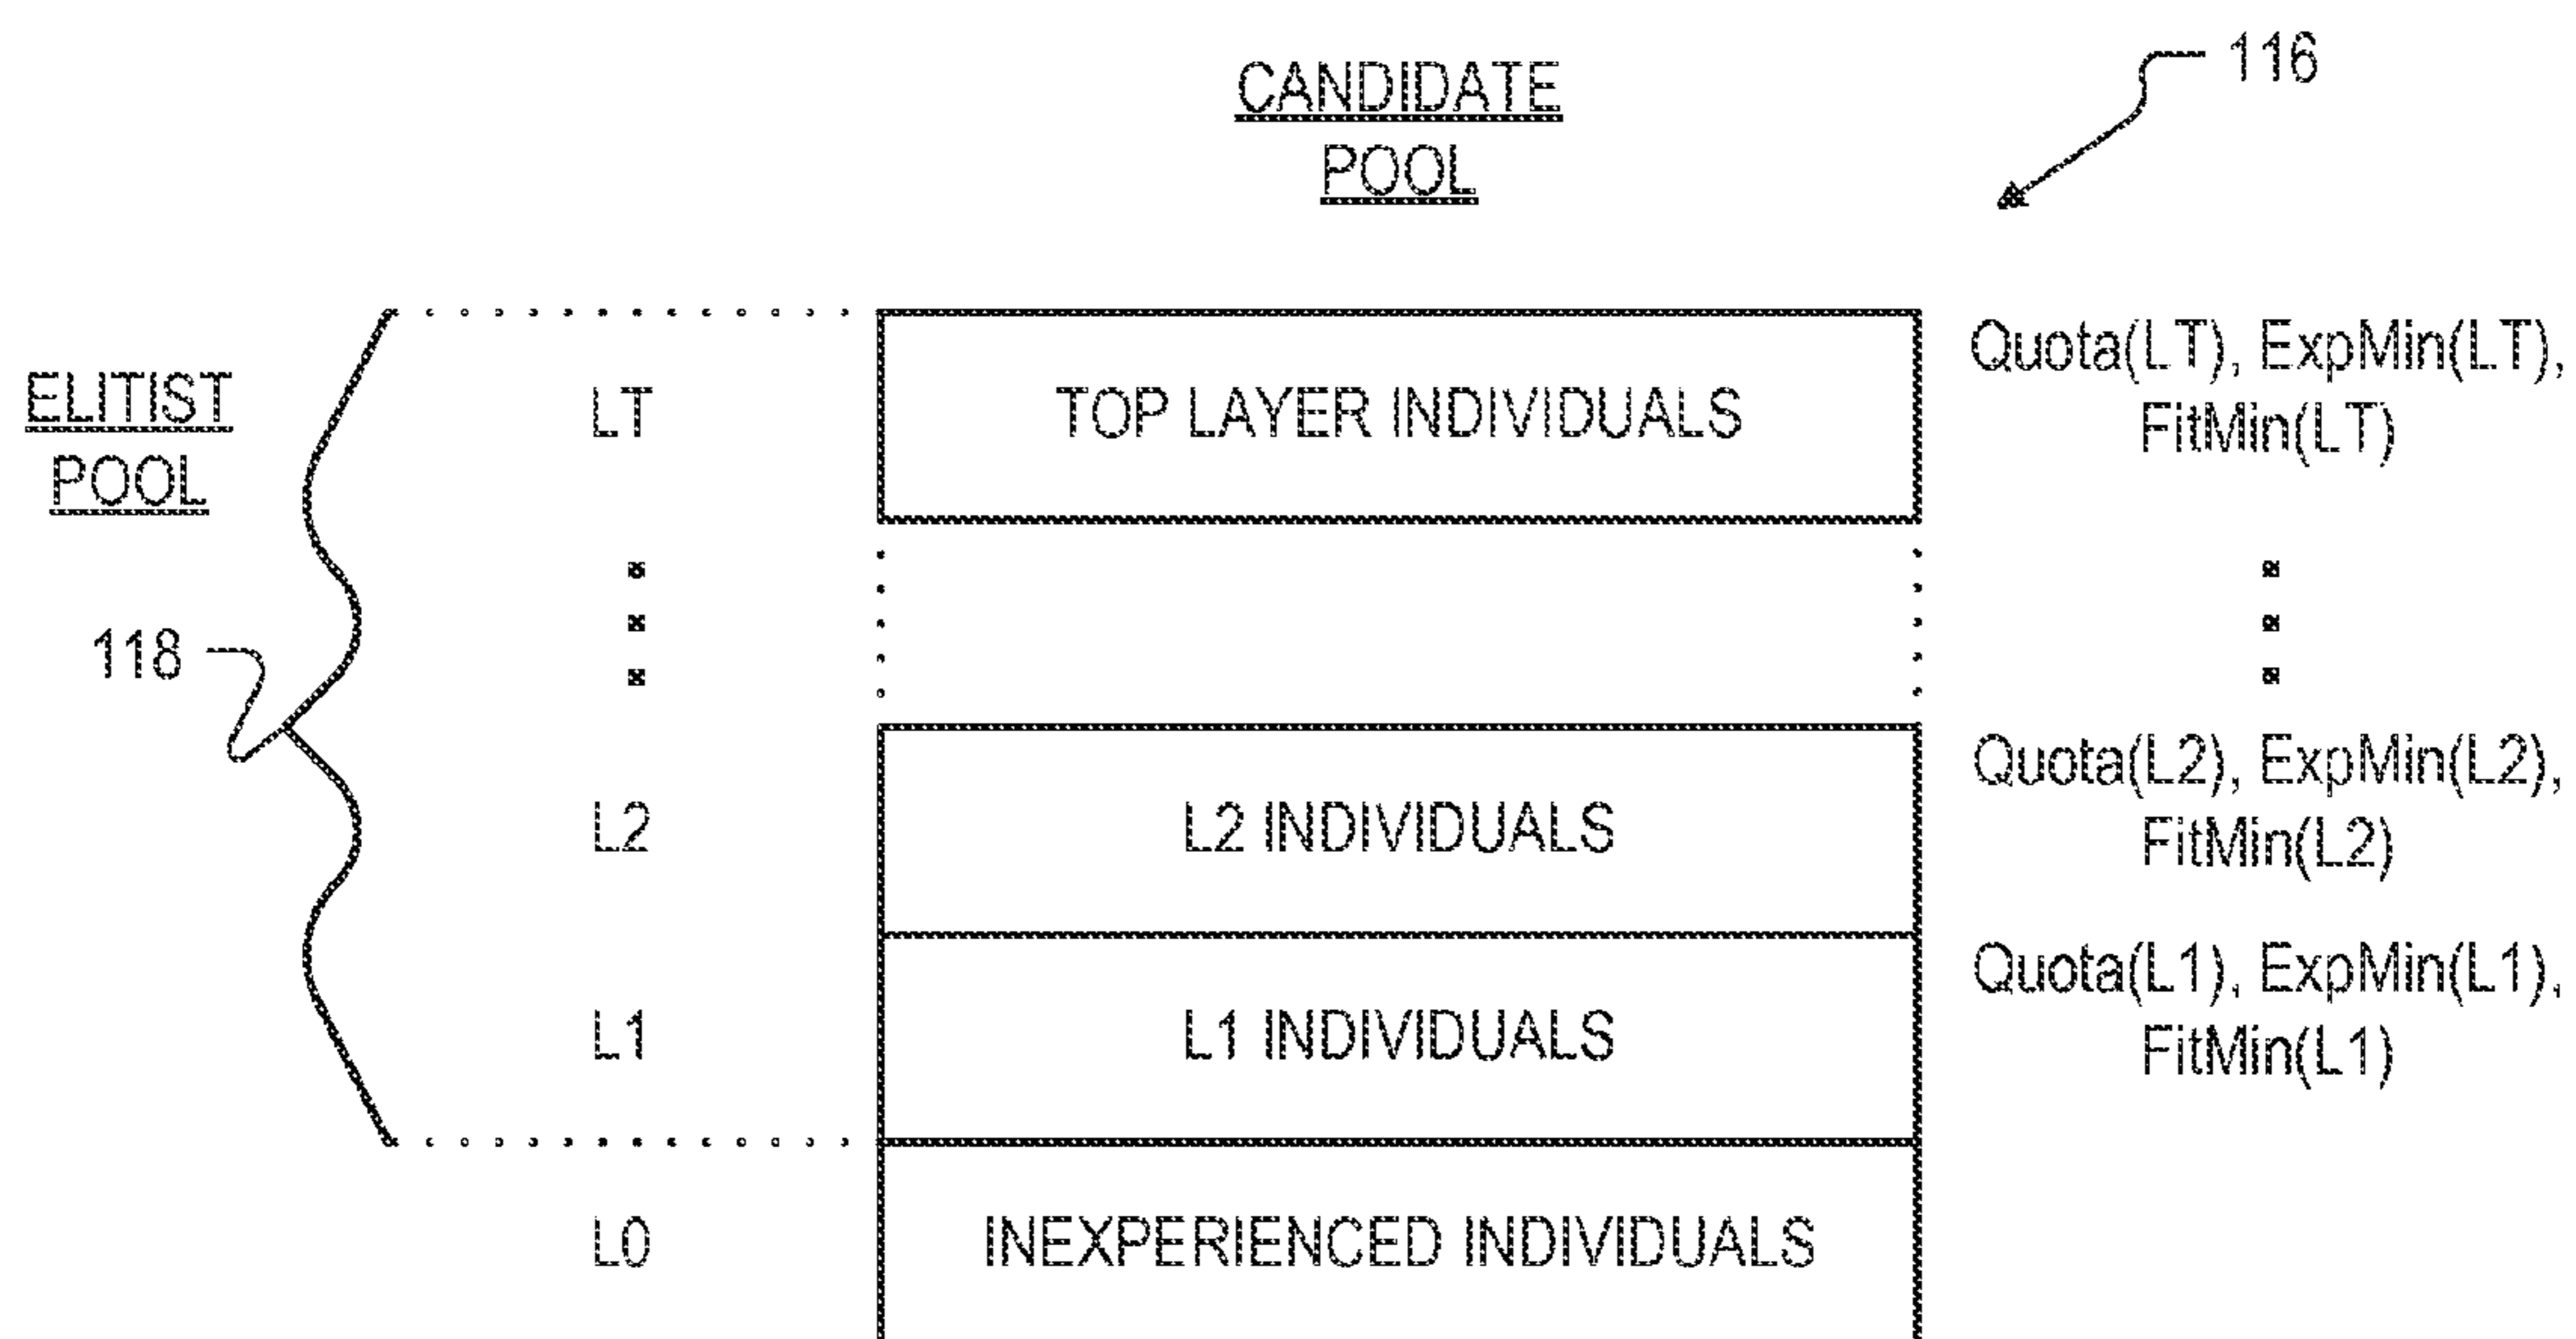 CANDIDATE
POOL
116
ELITIST
POOL
118
LT
TOP LAYER INDIVIDUALS
Quota(LT), ExpMin(LT),
FitMin(LT)
L2
L2 INDIVIDUALS
Quota(L2), ExpMin(L2),
FitMin(L2)
L1
L1 INDIVIDUALS
Quota(L1), ExpMin(L1),
FitMin(L1)
L0
INEXPERIENCED INDIVIDUALS